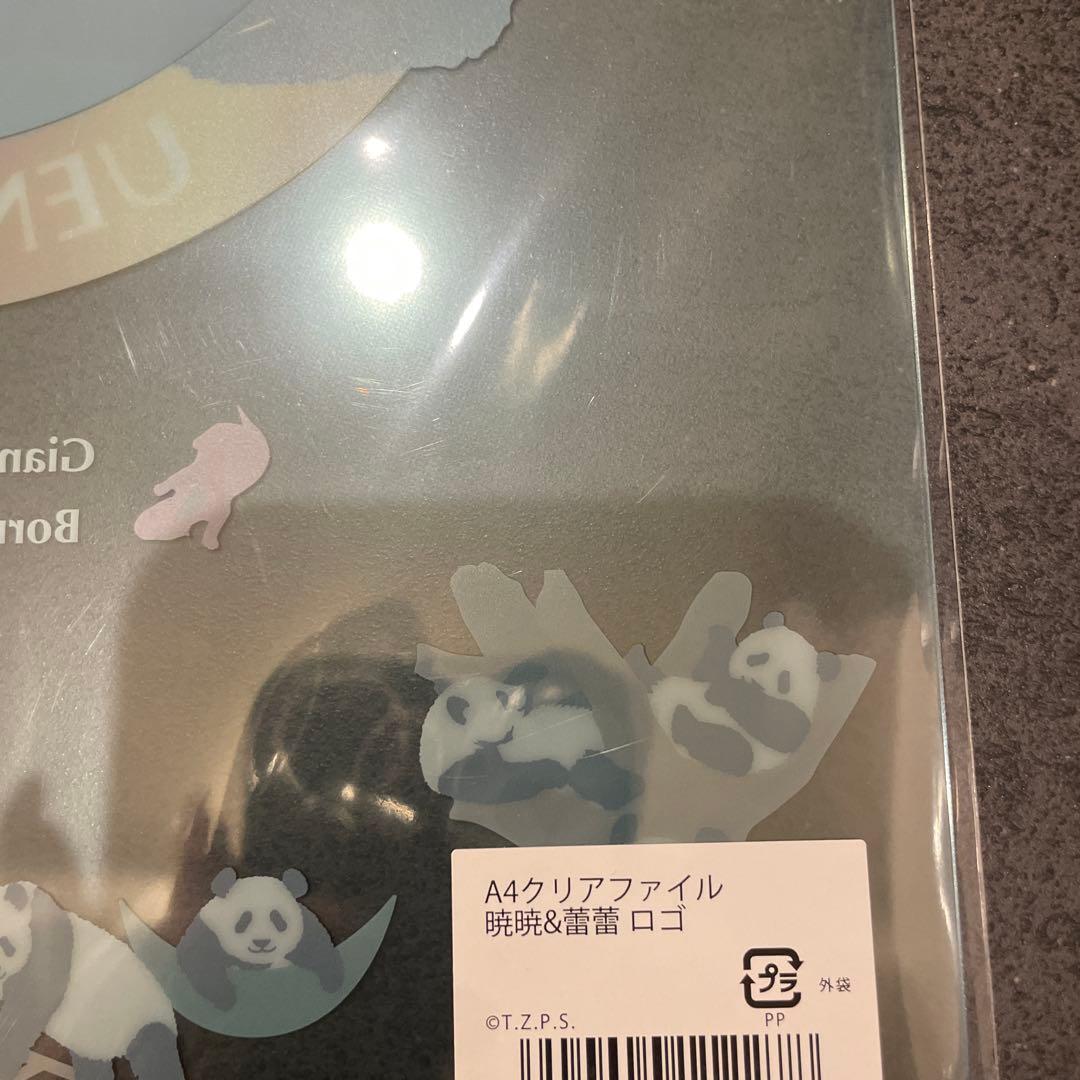 UEN
Gian
Born
A4クリアファイル
暁暁&蕾蕾 ロゴ
プラ
外袋
PP
©T.Z.P.S.